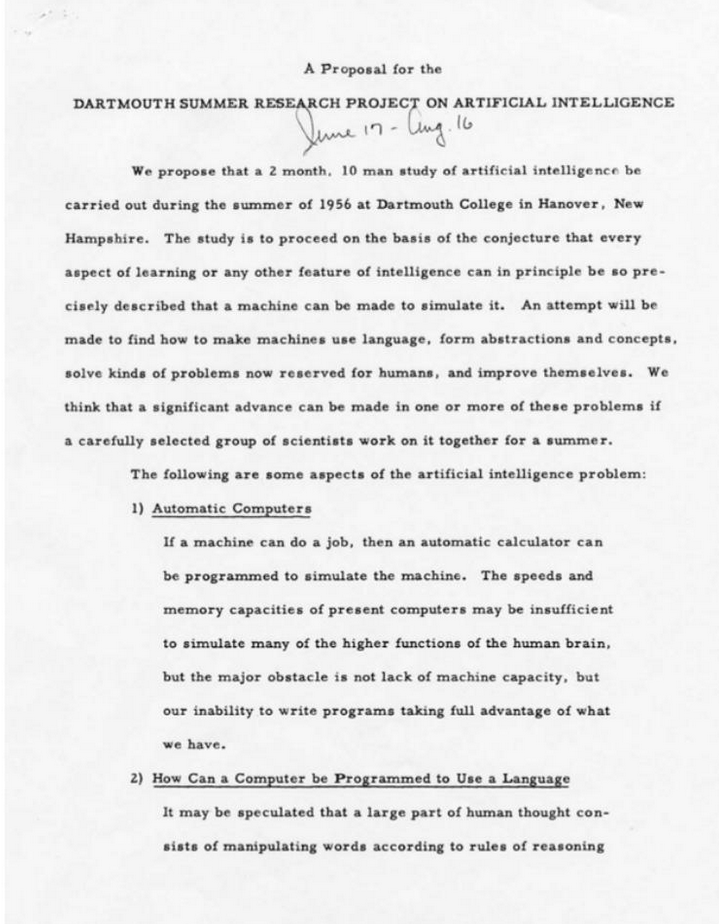 A Proposal for the
DARTMOUTH SUMMER RESEARCH PROJECT ON ARTIFICIAL INTELLIGENCE
June 17 - Aug. 16
We propose that a 2 month, 10 man study of artificial intelligence be
carried out during the summer of 1956 at Dartmouth College in Hanover, New
Hampshire. The study is to proceed on the basis of the conjecture that every
aspect of learning or any other feature of intelligence can in principle be so pre-
cisely described that a machine can be made to simulate it. An attempt will be
made to find how to make machines use language, form abstractions and concepts,
solve kinds of problems now reserved for humans, and improve themselves. We
think that a significant advance can be made in one or more of these problems if
a carefully selected group of scientists work on it together for a summer.
The following are some aspects of the artificial intelligence problem:
1) Automatic Computers
If a machine can do a job, then an automatic calculator can
be programmed to simulate the machine. The speeds and
memory capacities of present computers may be insufficient
to simulate many of the higher functions of the human brain,
but the major obstacle is not lack of machine capacity, but
our inability to write programs taking full advantage of what
we have.
2) How Can a Computer be Programmed to Use a Language
It may be speculated that a large part of human thought con-
sists of manipulating words according to rules of reasoning